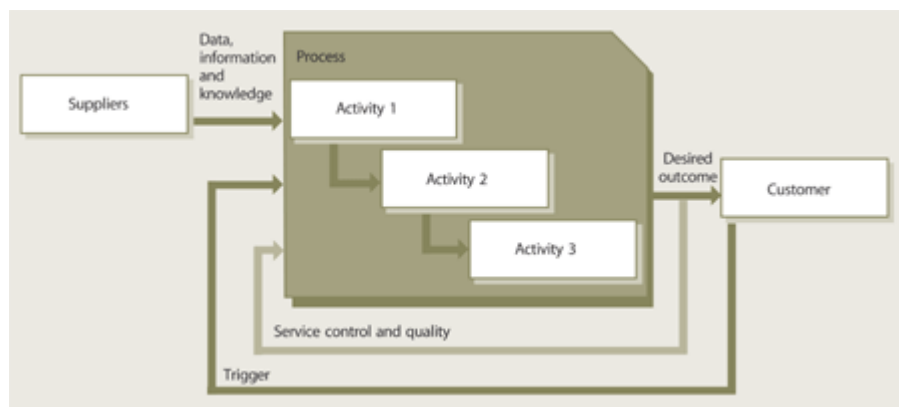 Data,
information
and
knowledge
Process
Suppliers
Activity 1
Activity 2
Activity 3
Desired
outcome
Customer
Service control and quality
Trigger